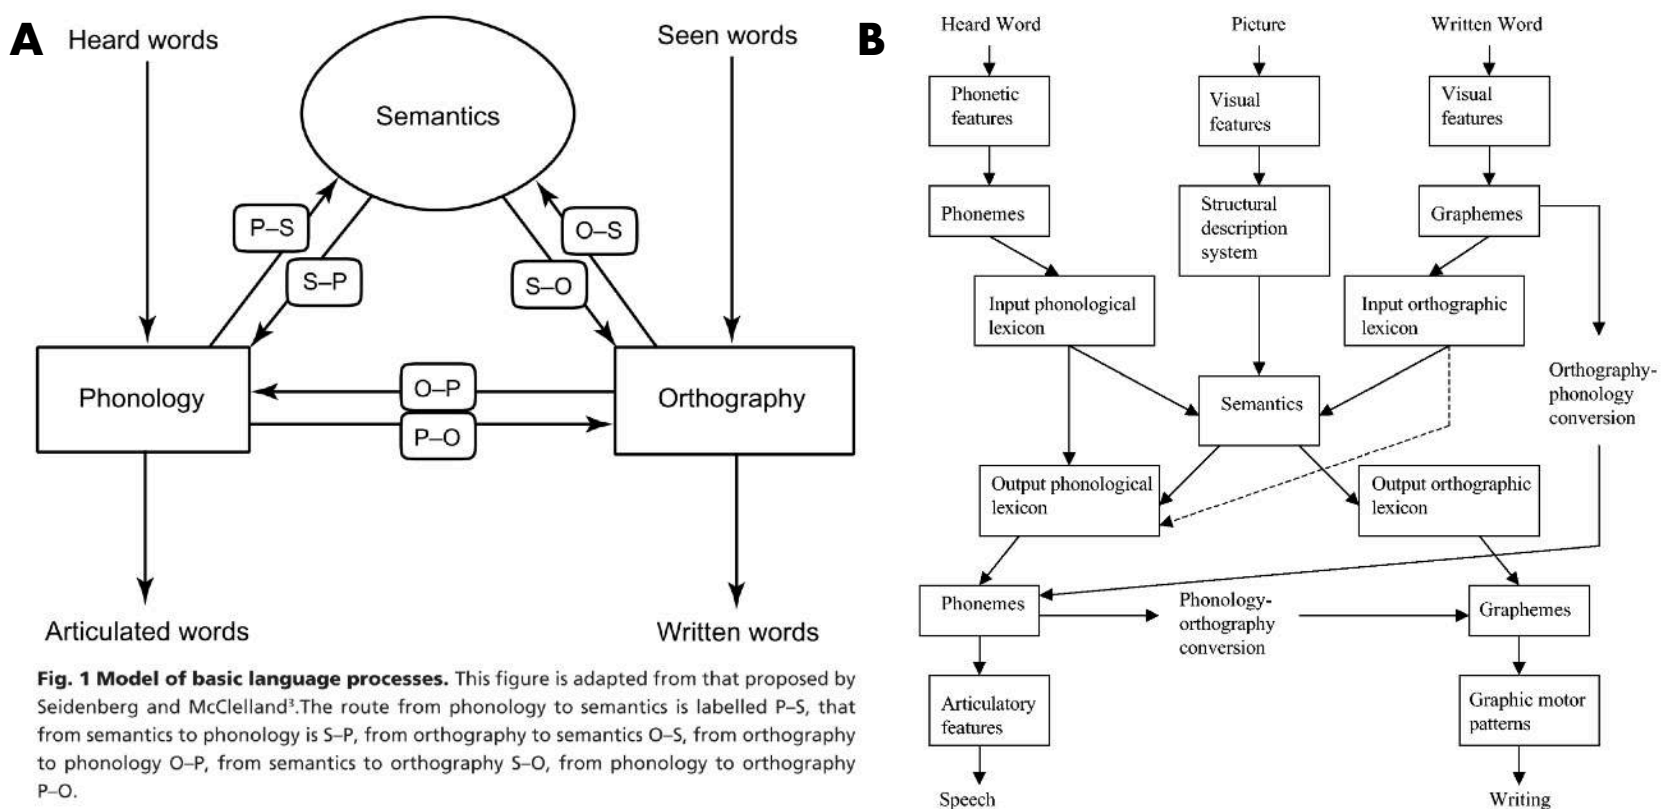 A
Heard words
Seen words
Semantics
P–S
O–S
S–P
S–O
Phonology
O–P
P–O
Orthography
Articulated words
Written words
Fig. 1 Model of basic language processes. This figure is adapted from that proposed by
Seidenberg and McClelland³.The route from phonology to semantics is labelled P–S, that
from semantics to phonology is S–P, from orthography to semantics O–S, from orthography
to phonology O–P, from semantics to orthography S–O, from phonology to orthography
P–O.
B
Heard Word
Picture
Written Word
Phonetic
features
Visual
features
Visual
features
Phonemes
Structural
description
system
Graphemes
Input phonological
lexicon
Input orthographic
lexicon
Orthography-
phonology
conversion
Semantics
Output phonological
lexicon
Output orthographic
lexicon
Phonemes
Phonology-
orthography
conversion
Graphemes
Articulatory
features
Graphic motor
patterns
Speech
Writing